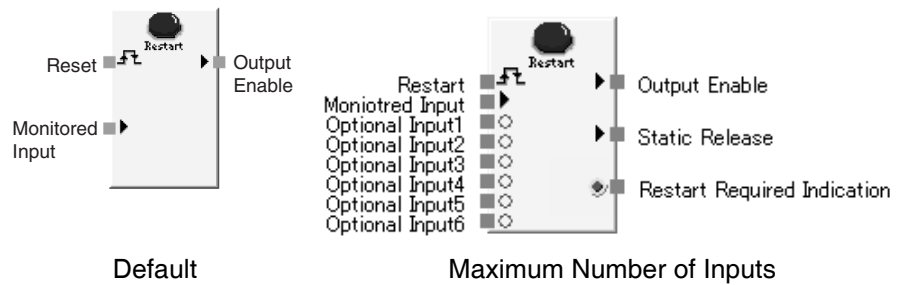 Restart
Reset
Output
Enable
Monitored
Input
Default
Restart
Restart
Moniotred Input
Optional Input1
Optional Input2
Optional Input3
Optional Input4
Optional Input5
Optional Input6
Output Enable
Static Release
Restart Required Indication
Maximum Number of Inputs